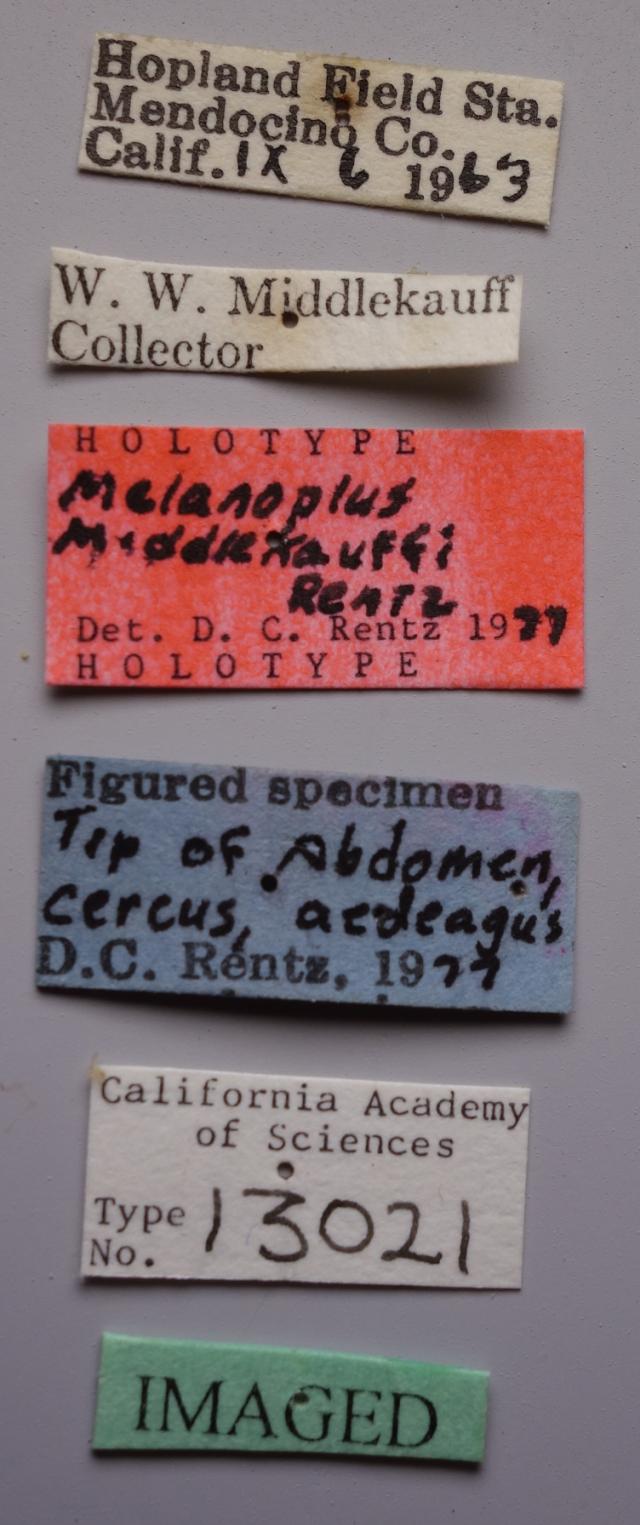 Hopland Field Sta.
Mendocino Co.
Calif. IX 6 1963
W. W. Middlekauff
Collector
HOLOTYPE
Melanoplus
Middlekauffi
Rentz
Det. D. C. Rentz 1977
HOLOTYPE
Figured specimen
Tip of Abdomen,
cercus, aedeagus
D.C. Rentz, 1977
California Academy
of Sciences
Type
No. 13021
IMAGED